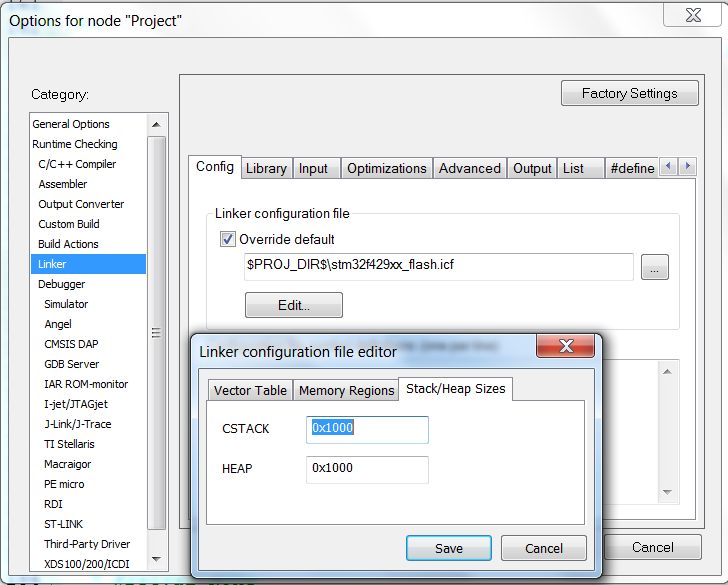 Options for node "Project"
Category:
Factory Settings
General Options
Runtime Checking
C/C++ Compiler
Assembler
Output Converter
Custom Build
Build Actions
Linker
Debugger
Simulator
Angel
CMSIS DAP
GDB Server
IAR ROM-monitor
I-jet/JTAGjet
J-Link/J-Trace
TI Stellaris
Macraigor
PE micro
RDI
ST-LINK
Third-Party Driver
XDS100/200/ICDI
Config Library Input Optimizations Advanced Output List #define
Linker configuration file
Override default
$PROJ_DIR$\stm32f429xx_flash.icf
...
Edit...
Linker configuration file editor
Vector Table Memory Regions Stack/Heap Sizes
CSTACK 0x1000
HEAP 0x1000
Save Cancel
Cancel